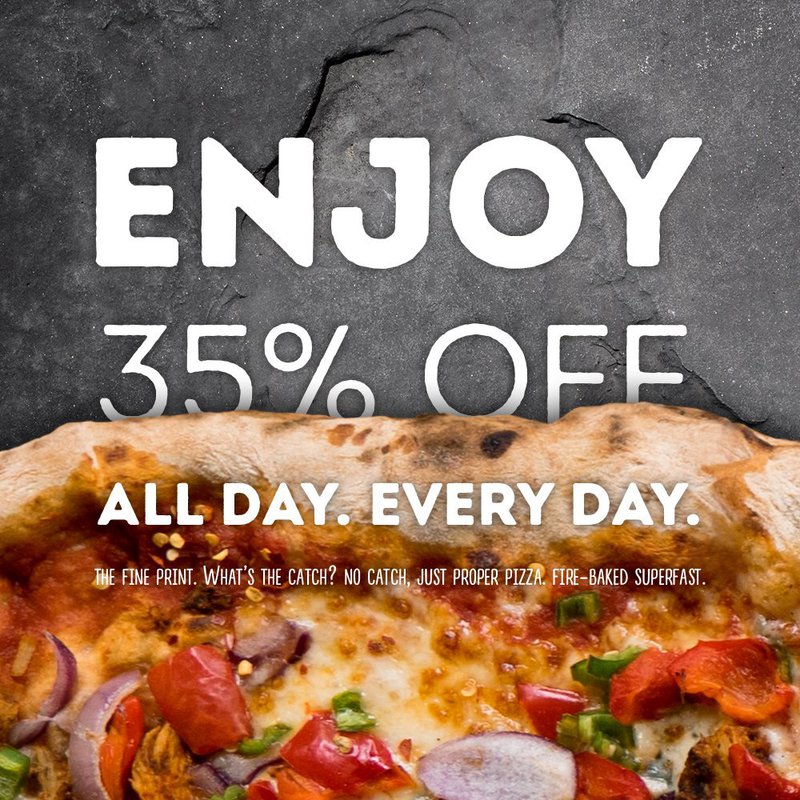 ENJOY
35% OFF
ALL DAY. EVERY DAY.
THE FINE PRINT. WHAT'S THE CATCH? NO CATCH, JUST PROPER PIZZA. FIRE-BAKED SUPERFAST.